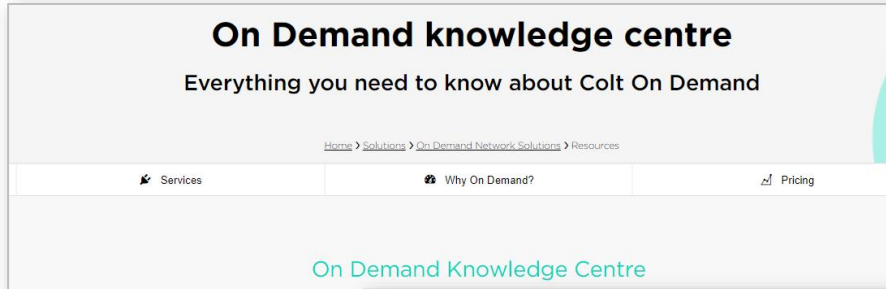 On Demand knowledge centre
Everything you need to know about Colt On Demand
Home > Solutions > On Demand Network Solutions > Resources
Services
Why On Demand?
Pricing
On Demand Knowledge Centre